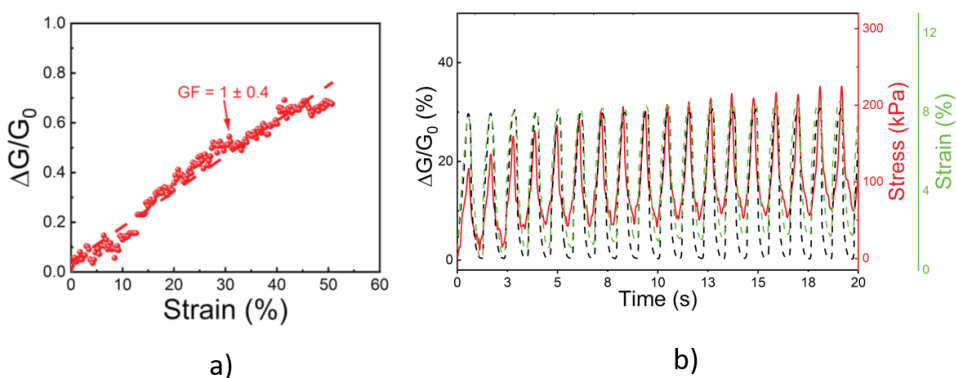 ΔG/G0
1.0
0.8
0.6
0.4
0.2
0.0
GF = 1 ± 0.4
0 10 20 30 40 50 60
Strain (%)
a)
ΔG/G0 (%)
40
20
0
0 3 5 8 10 13 15 18 20
Time (s)
300
200
100
0
Stress (kPa)
12
8
4
0
Strain (%)
b)